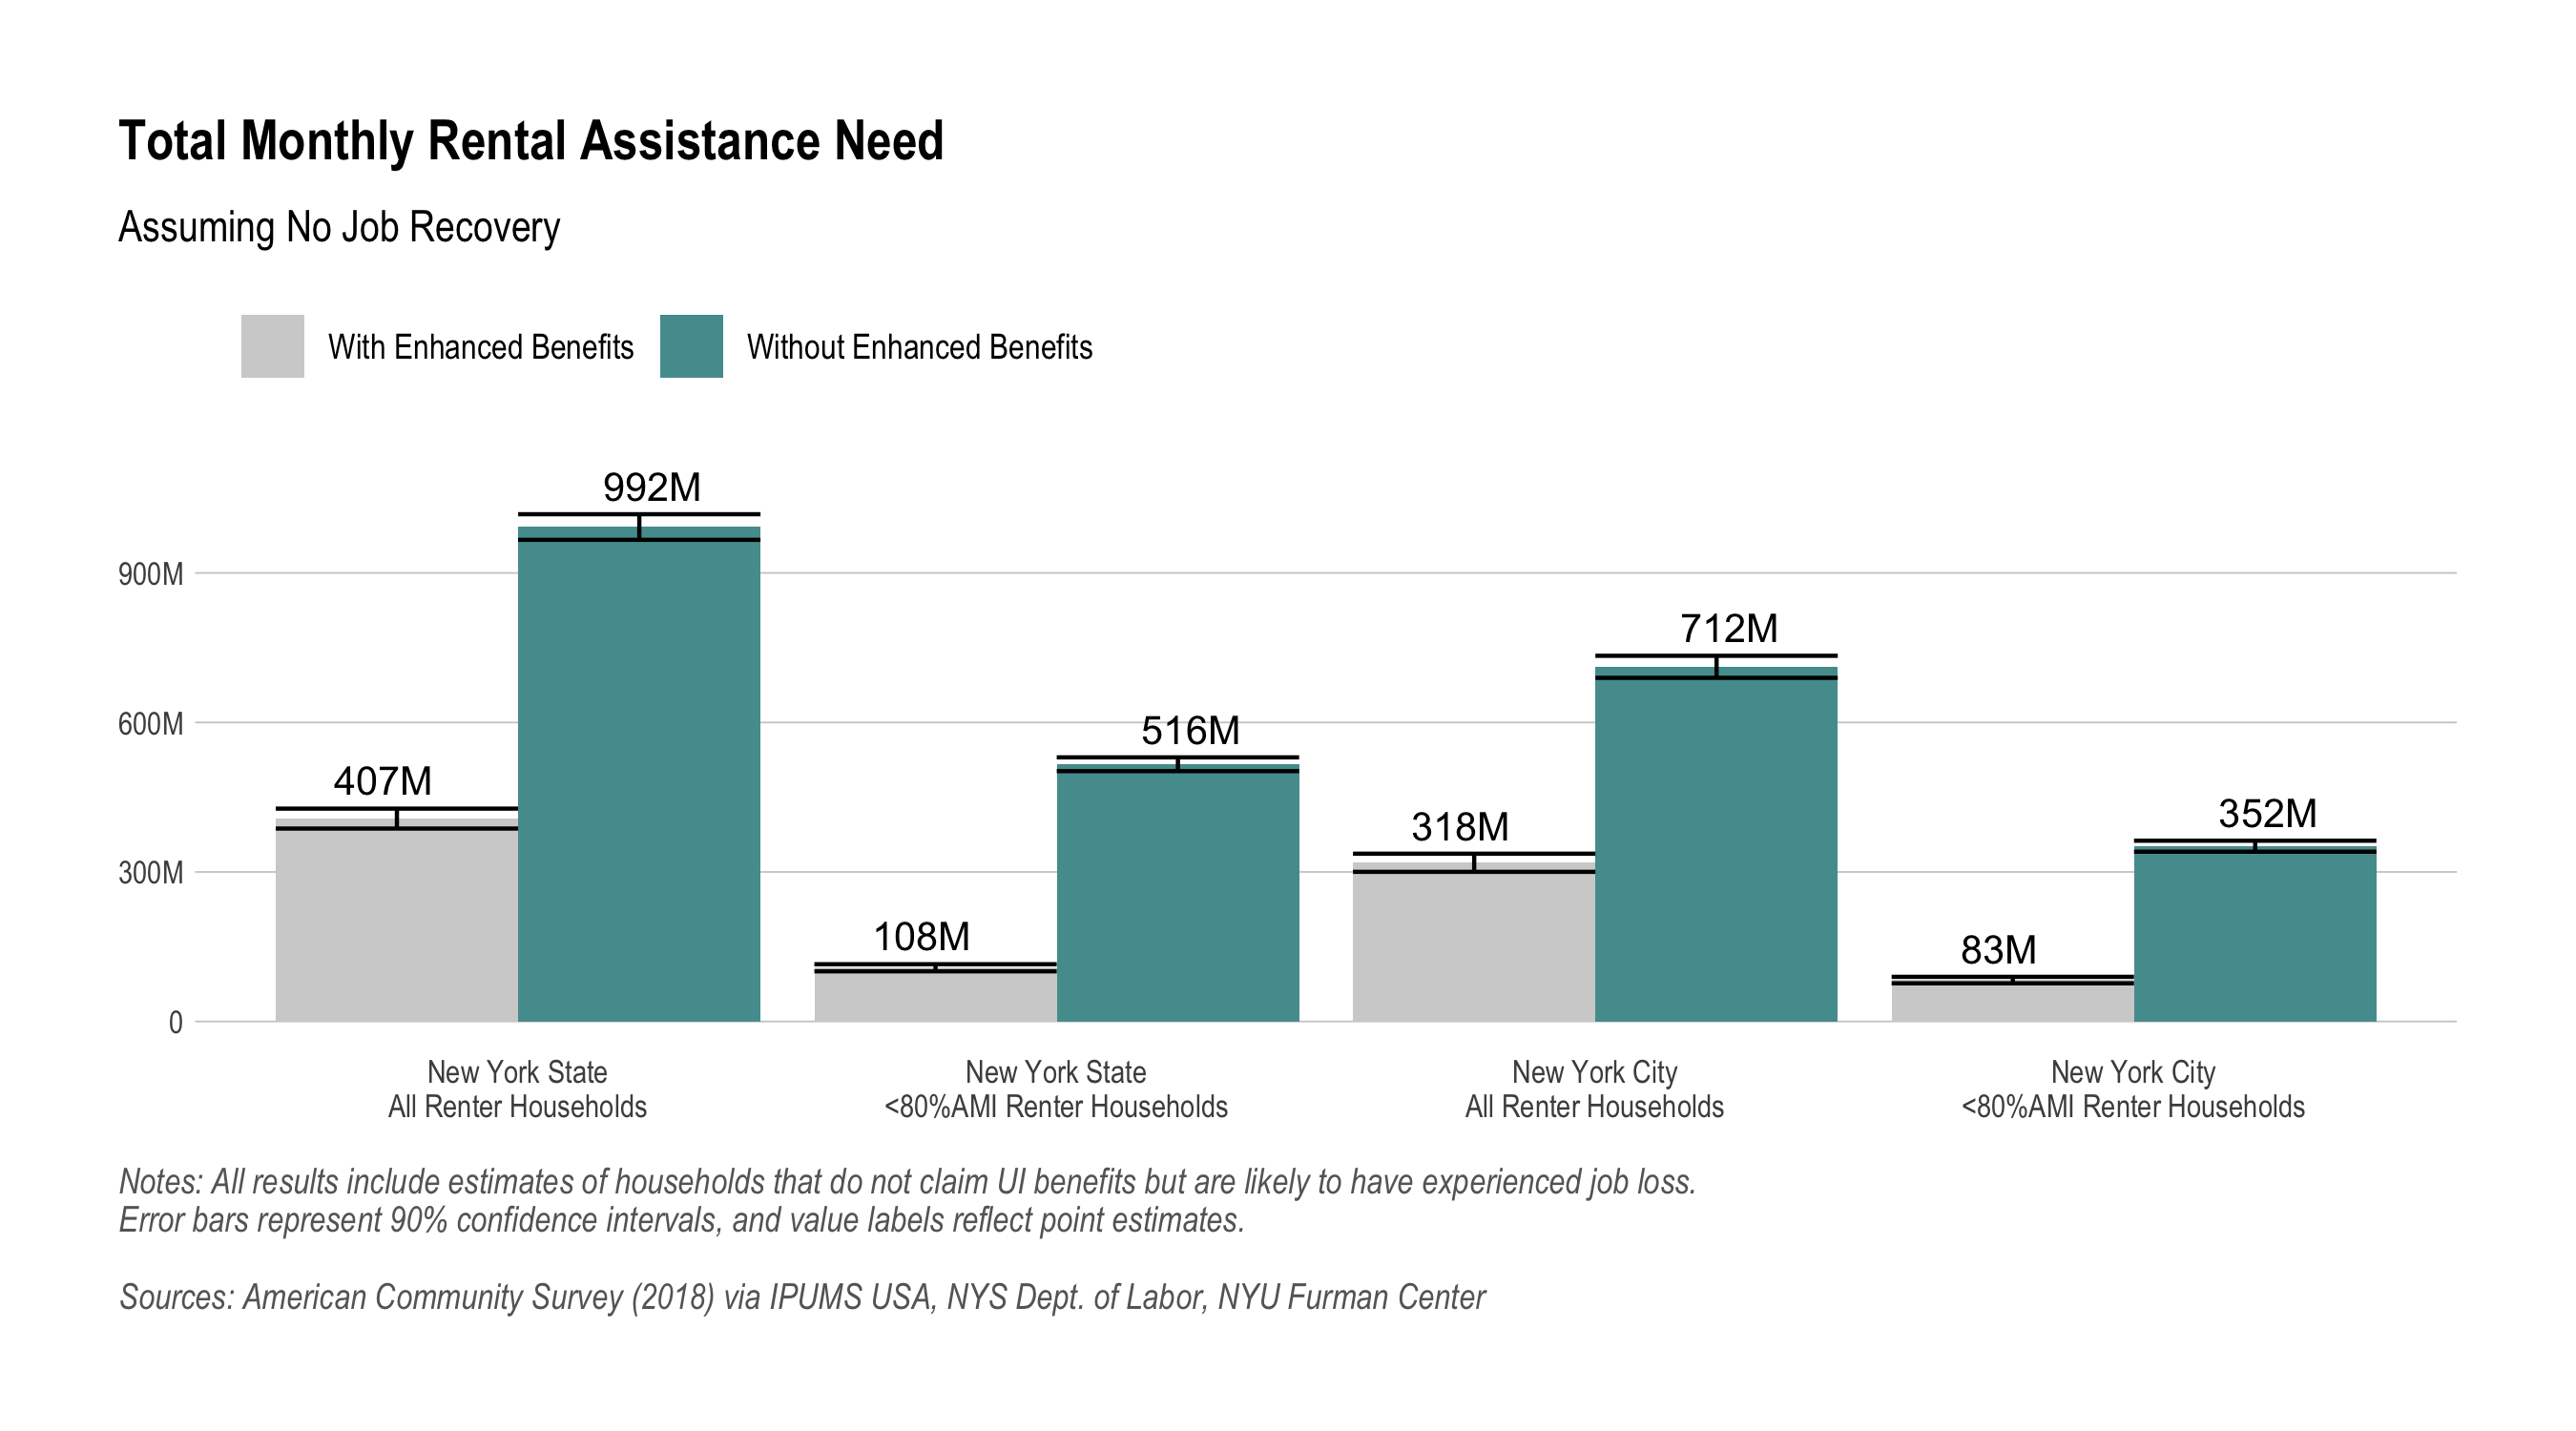 Total Monthly Rental Assistance Need
Assuming No Job Recovery
With Enhanced Benefits
Without Enhanced Benefits
900M
600M
300M
0
407M
992M
108M
516M
318M
712M
83M
352M
New York State
All Renter Households
New York State
<80%AMI Renter Households
New York City
All Renter Households
New York City
<80%AMI Renter Households
Notes: All results include estimates of households that do not claim UI benefits but are likely to have experienced job loss.
Error bars represent 90% confidence intervals, and value labels reflect point estimates.
Sources: American Community Survey (2018) via IPUMS USA, NYS Dept. of Labor, NYU Furman Center